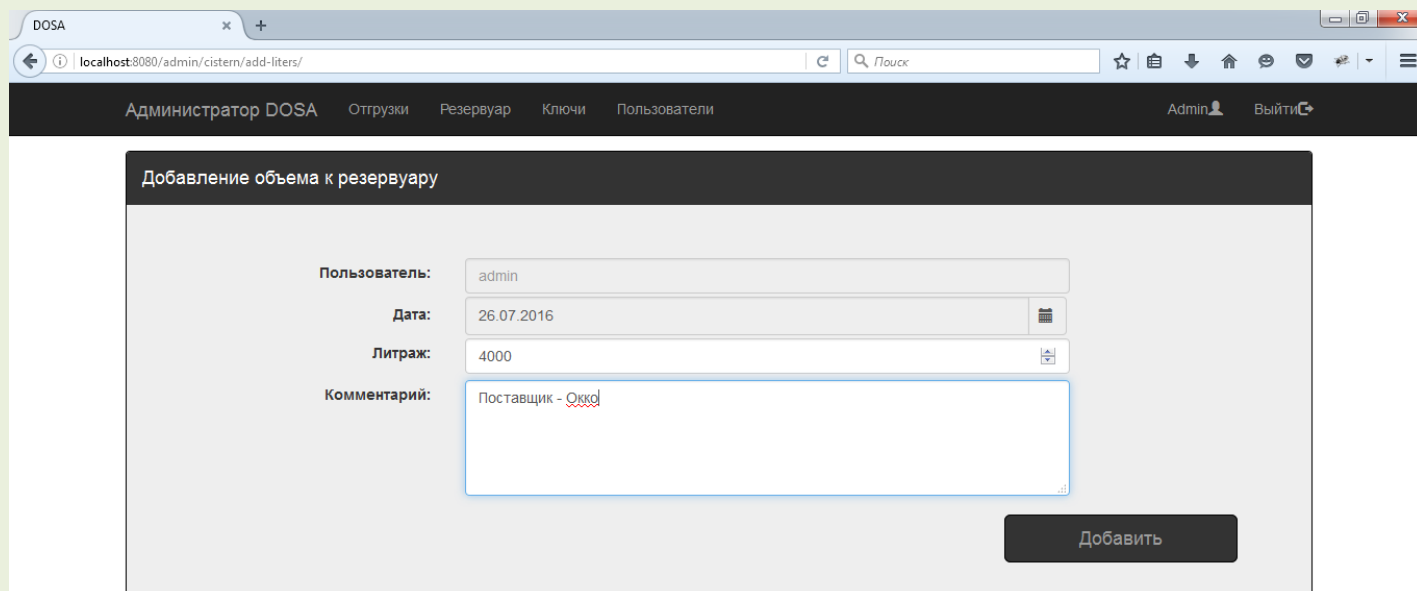 DOSA
localhost:8080/admin/cistern/add-liters/
Поиск
Администратор DOSA Отгрузки Резервуар Ключи Пользователи Admin Выйти
Добавление объема к резервуару
Пользователь: admin
Дата: 26.07.2016
Литраж: 4000
Комментарий: Поставщик - Окко
Добавить